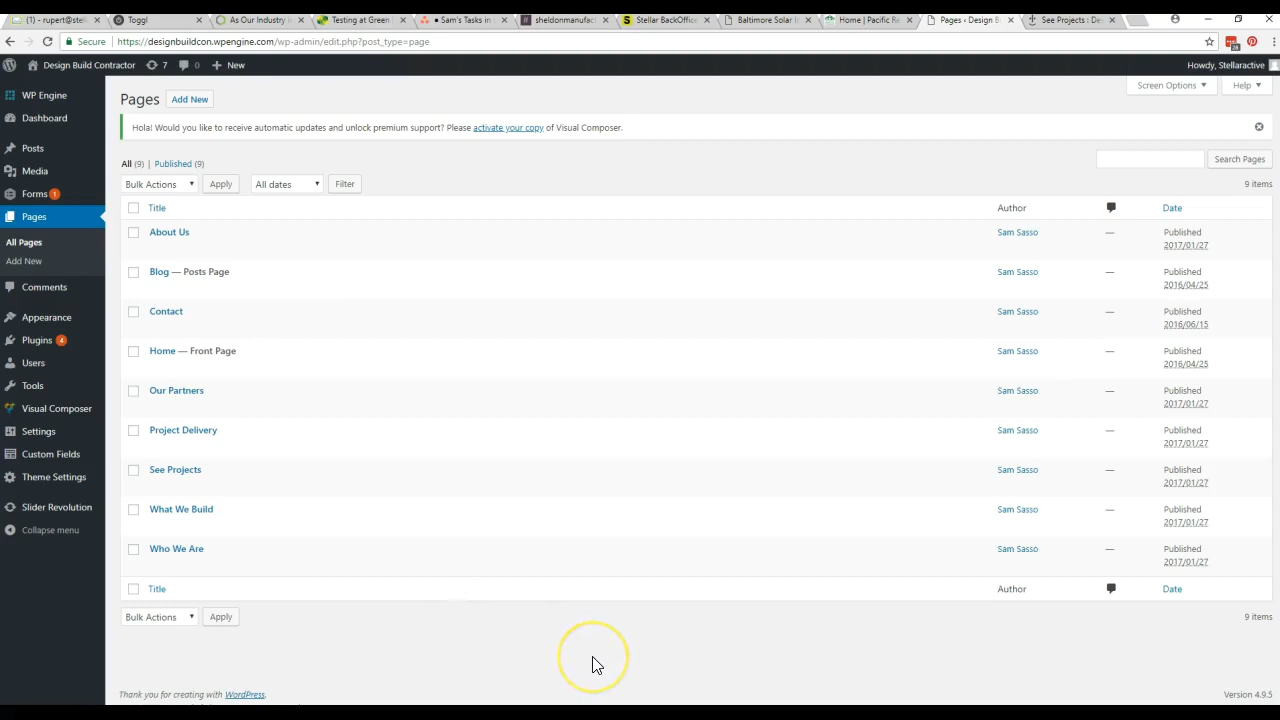 (1) - rupert@stell
Toggl
As Our Industry i
Testing at Green
• Sam's Tasks in
sheldonmanufac
Stellar BackOffice
Baltimore Solar In
Home | Pacific Re
Pages ‹ Design B
See Projects : De
Secure https://designbuildcon.wpengine.com/wp-admin/edit.php?post_type=page
Design Build Contractor 7 0 New
Howdy, Stellaractive
WP Engine
Dashboard
Posts
Media
Forms 1
Pages
All Pages
Add New
Comments
Appearance
Plugins 4
Users
Tools
Visual Composer
Settings
Custom Fields
Theme Settings
Slider Revolution
Collapse menu
Screen Options Help
Pages Add New
Hola! Would you like to receive automatic updates and unlock premium support? Please activate your copy of Visual Composer.
All (9) | Published (9)
Search Pages
Bulk Actions Apply All dates Filter
9 items
Title Author Date
About Us Sam Sasso — Published
2017/01/27
Blog — Posts Page Sam Sasso — Published
2016/04/25
Contact Sam Sasso — Published
2016/06/15
Home — Front Page Sam Sasso — Published
2016/04/25
Our Partners Sam Sasso — Published
2017/01/27
Project Delivery Sam Sasso — Published
2017/01/27
See Projects Sam Sasso — Published
2017/01/27
What We Build Sam Sasso — Published
2017/01/27
Who We Are Sam Sasso — Published
2017/01/27
Title Author Date
Bulk Actions Apply
9 items
Thank you for creating with WordPress.
Version 4.9.5